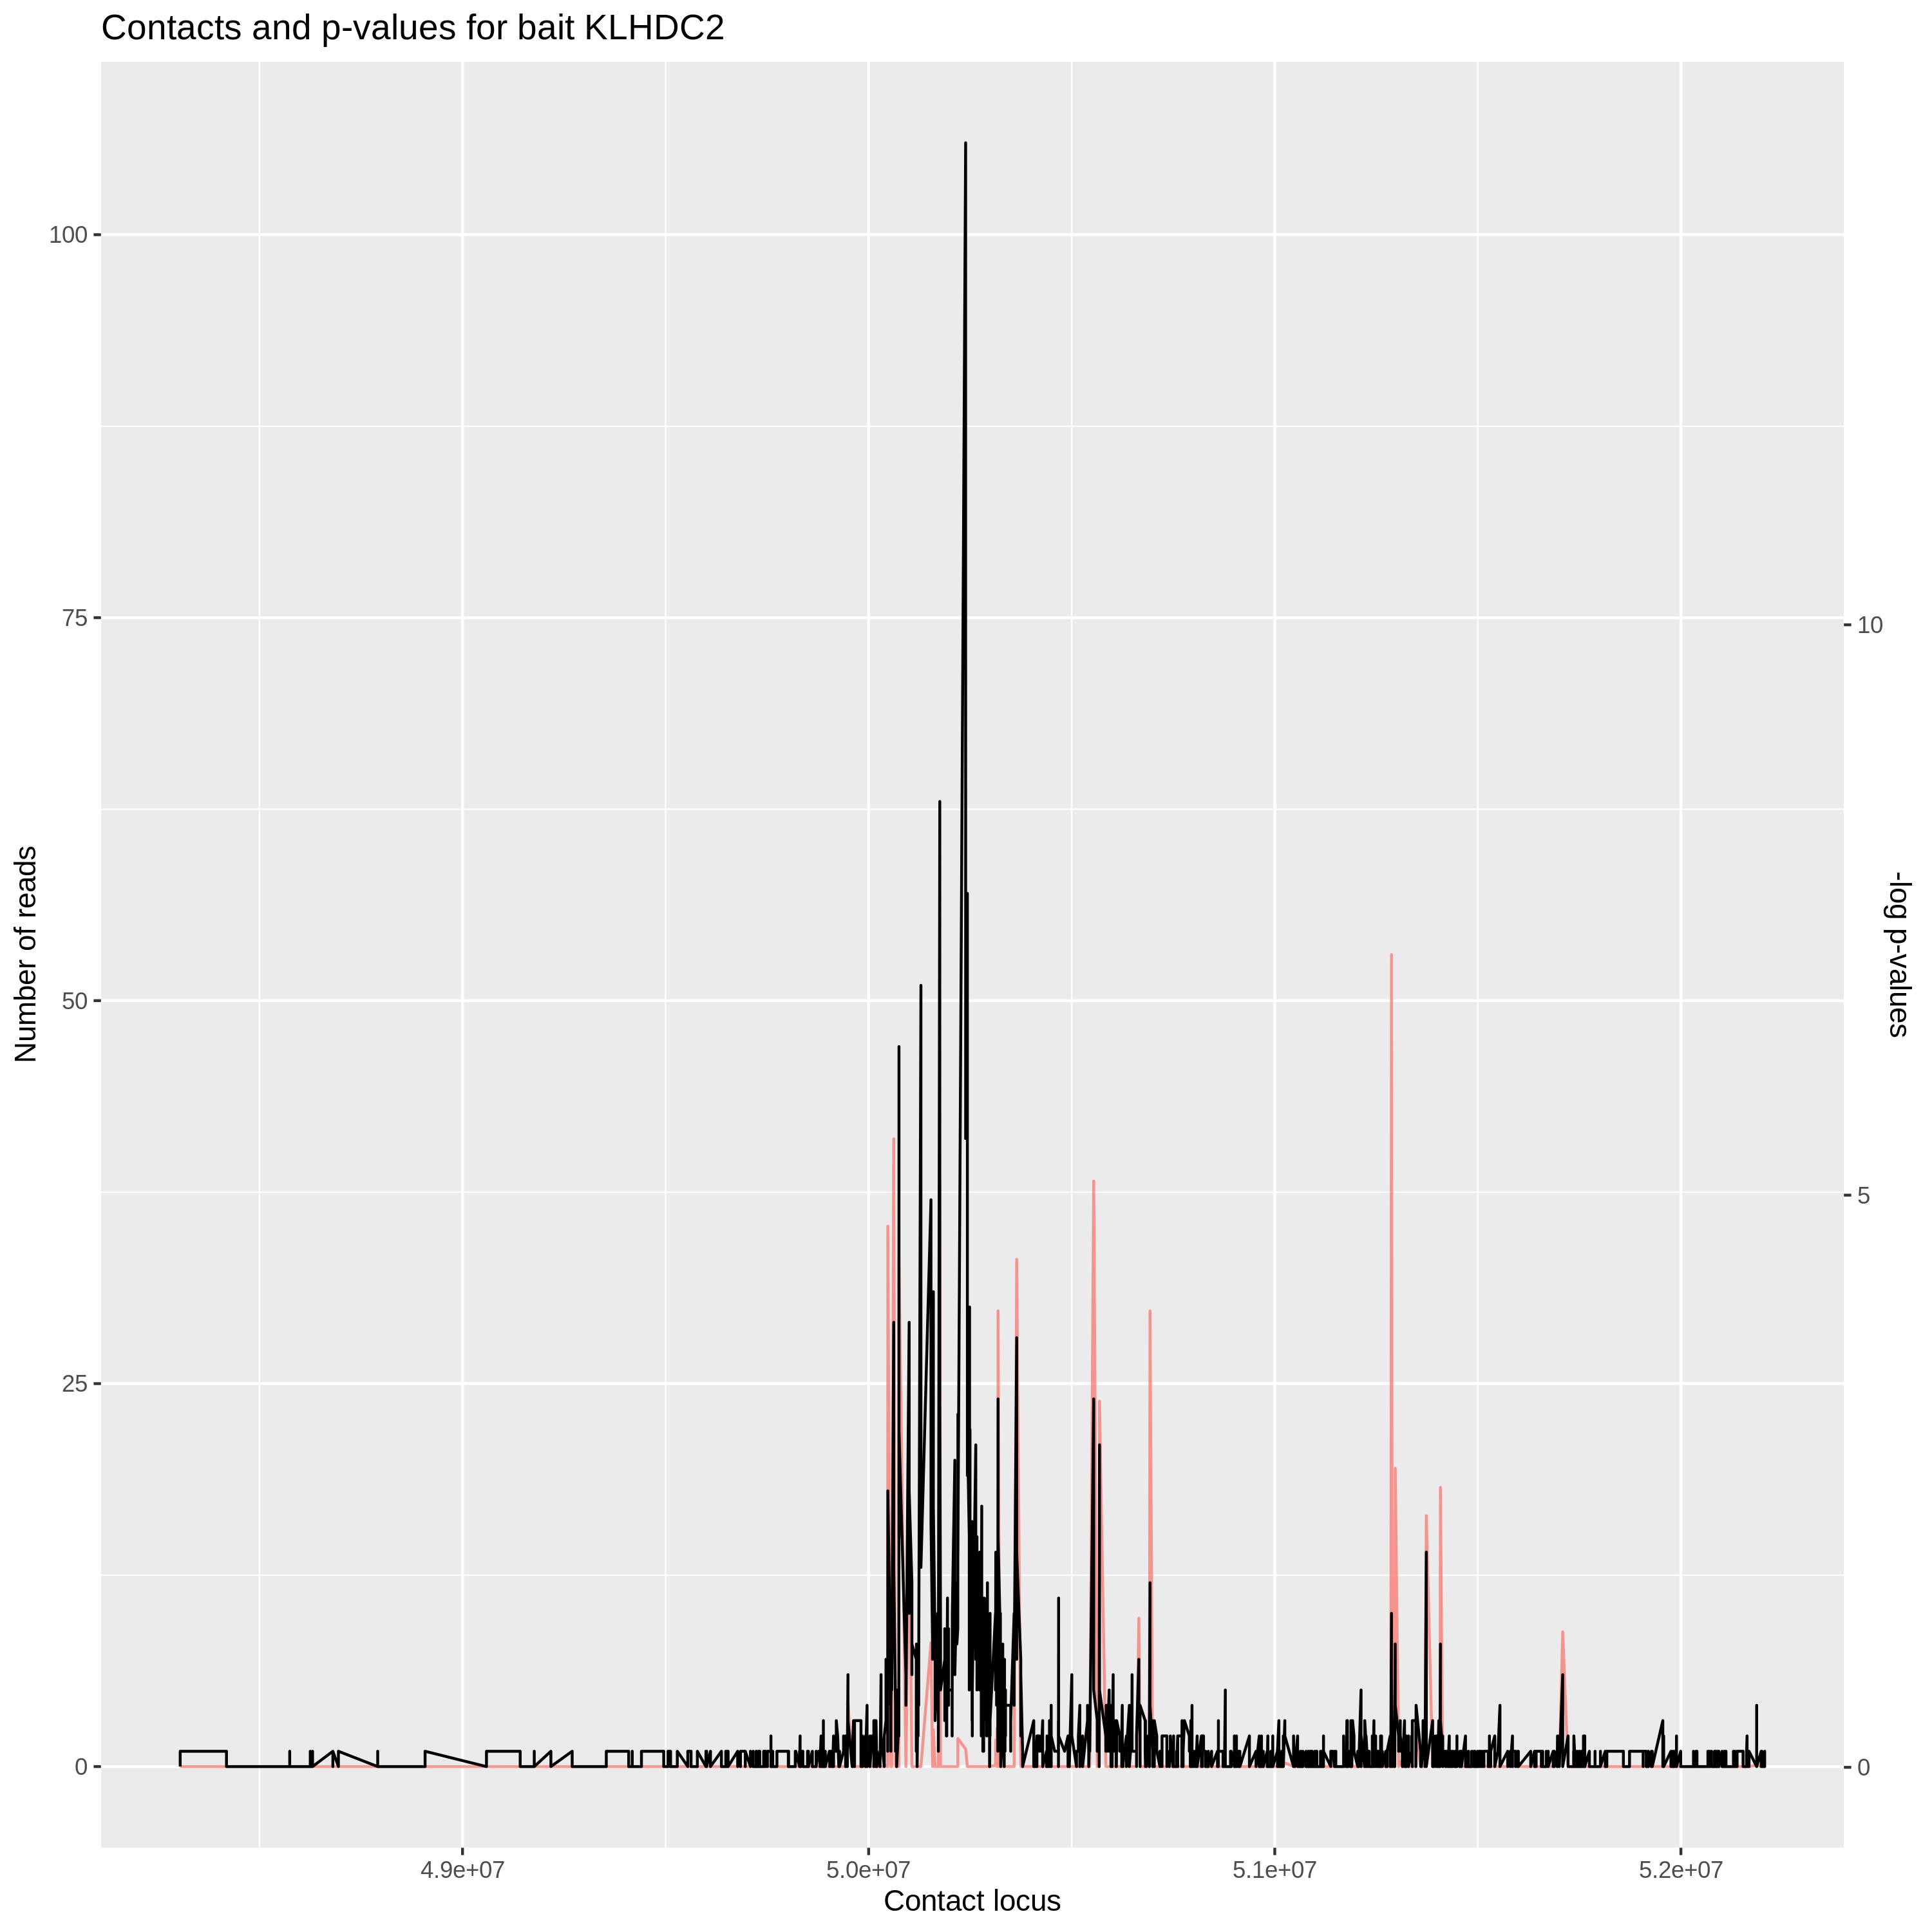 Contacts and p-values for bait KLHDC2
Number of reads
100
75
50
25
0
10
5
0
-log p-values
4.9e+07
5.0e+07
5.1e+07
5.2e+07
Contact locus